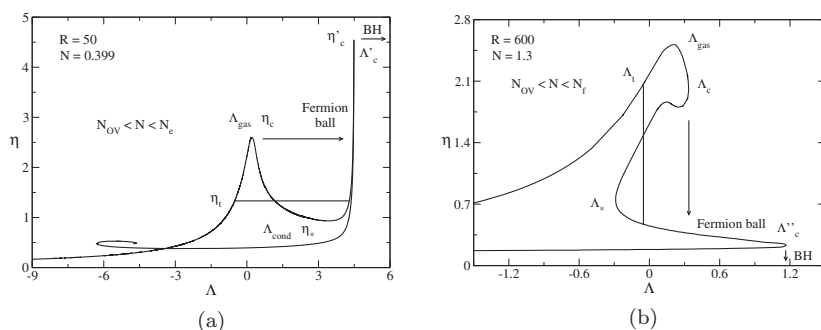 R = 50
N = 0.399
N_OV < N < N_e
η'_c
BH
Λ'_c
Λ_gas
η_c
Fermion
ball
η_t
Λ_cond
η_*
η
5
4
3
2
1
0
-9
-6
-3
0
3
6
Λ
(a)
R = 600
N = 1.3
N_OV < N < N_f
Λ_gas
Λ_t
Λ_c
Λ_*
Fermion ball
Λ''_c
BH
η
2.8
2.1
1.4
0.7
0
-1.2
-0.6
0
0.6
1.2
Λ
(b)